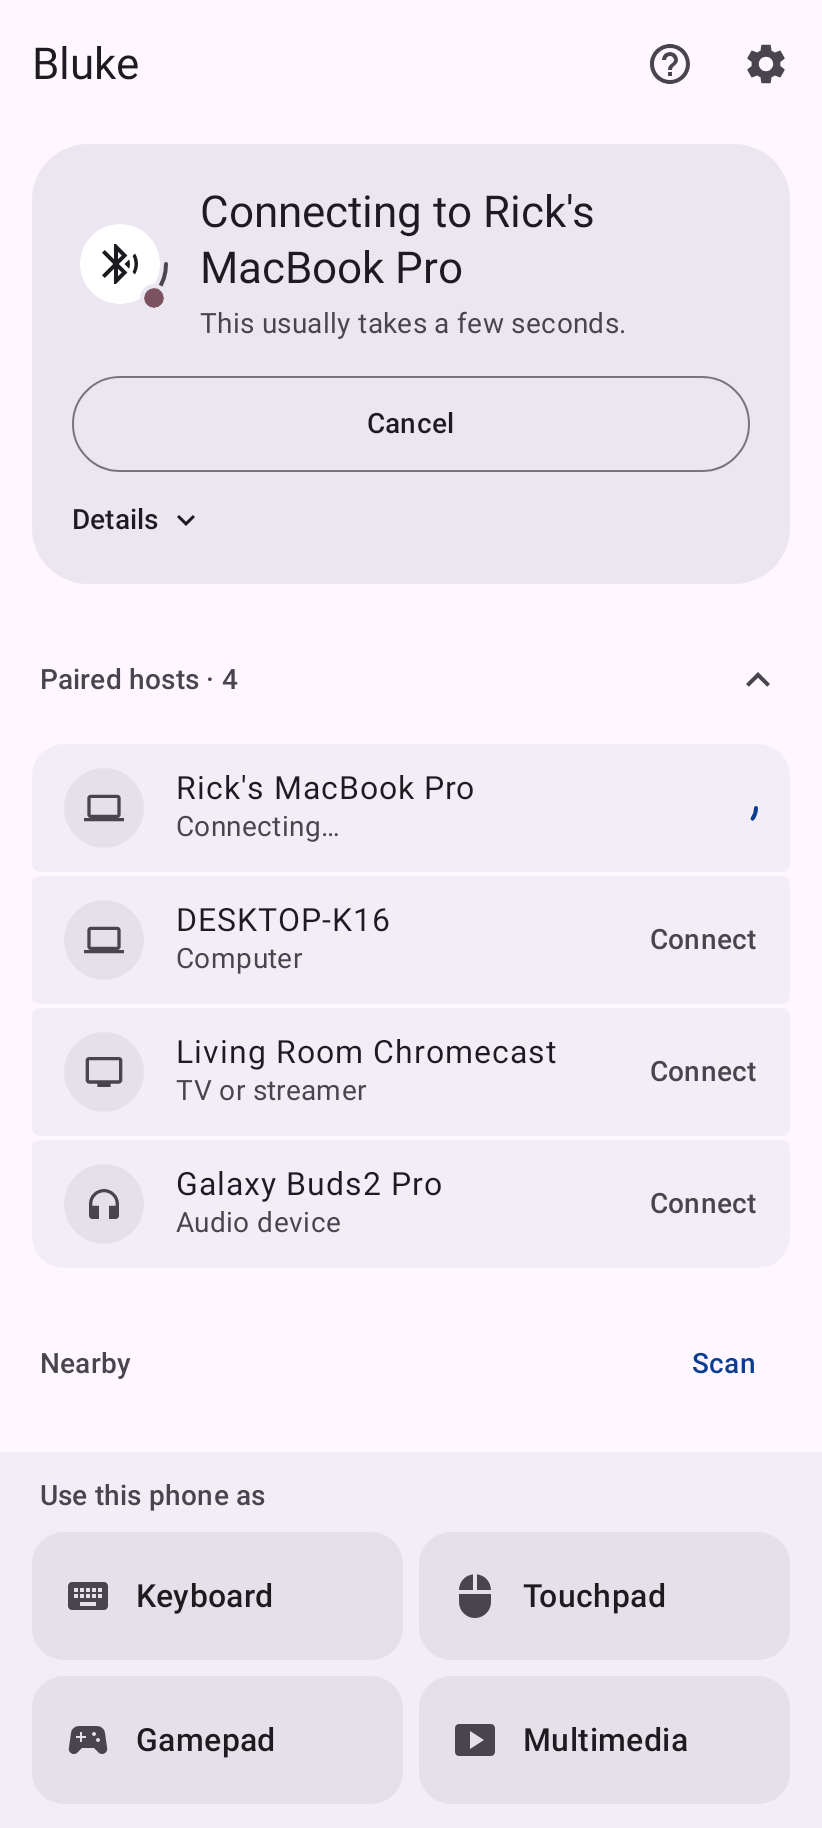 Bluke
Connecting to Rick's
MacBook Pro
This usually takes a few seconds.
Cancel
Details
Paired hosts · 4
Rick's MacBook Pro
Connecting…
DESKTOP-K16
Computer
Connect
Living Room Chromecast
TV or streamer
Connect
Galaxy Buds2 Pro
Audio device
Connect
Nearby
Scan
Use this phone as
Keyboard
Touchpad
Gamepad
Multimedia